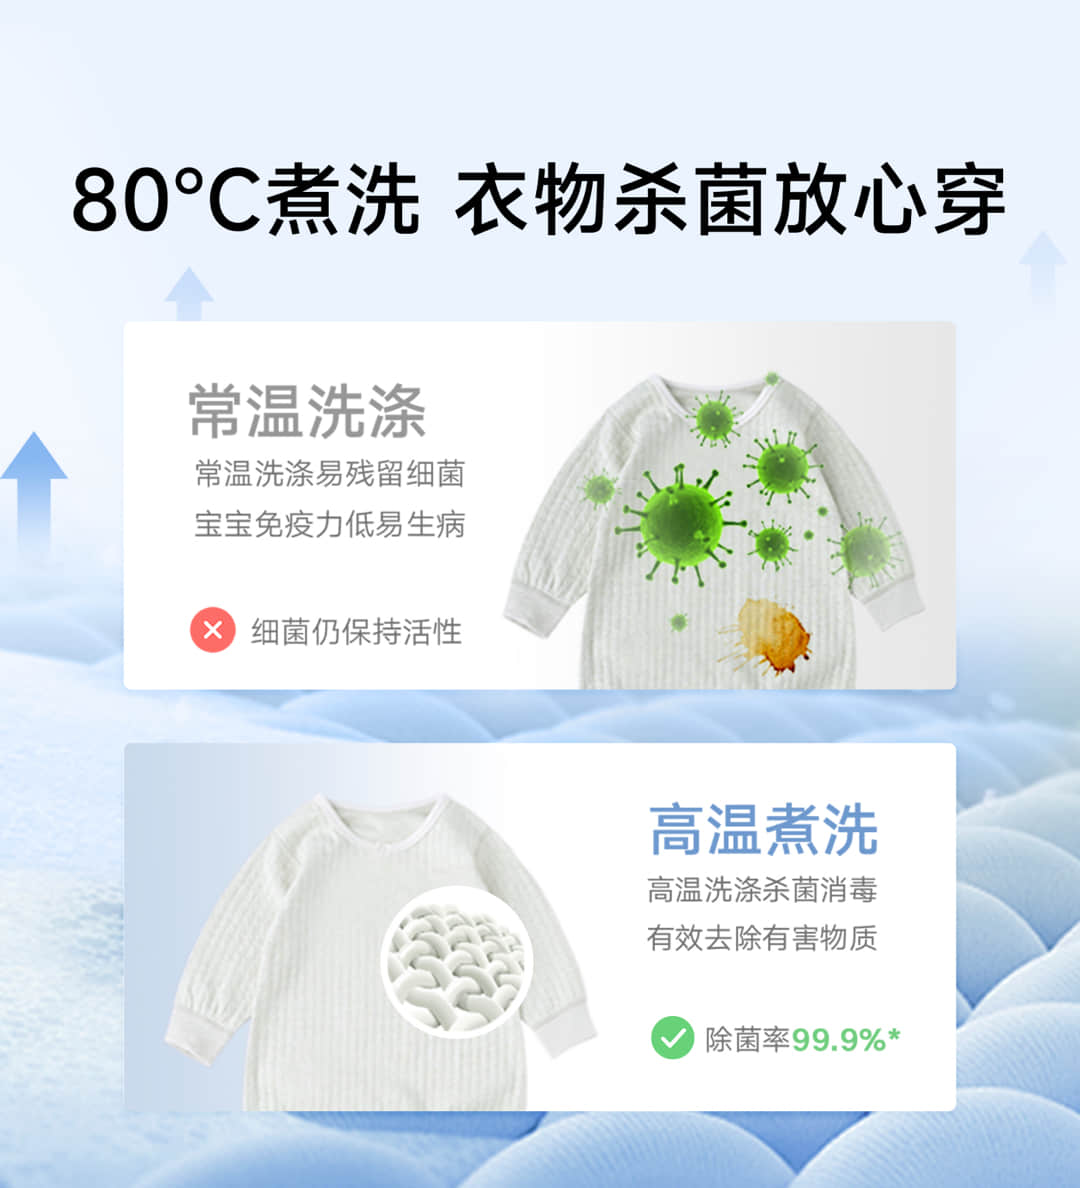 80°C煮洗 衣物杀菌放心穿
常温洗涤
常温洗涤易残留细菌
宝宝免疫力低易生病
细菌仍保持活性
高温煮洗
高温洗涤杀菌消毒
有效去除有害物质
除菌率99.9%*